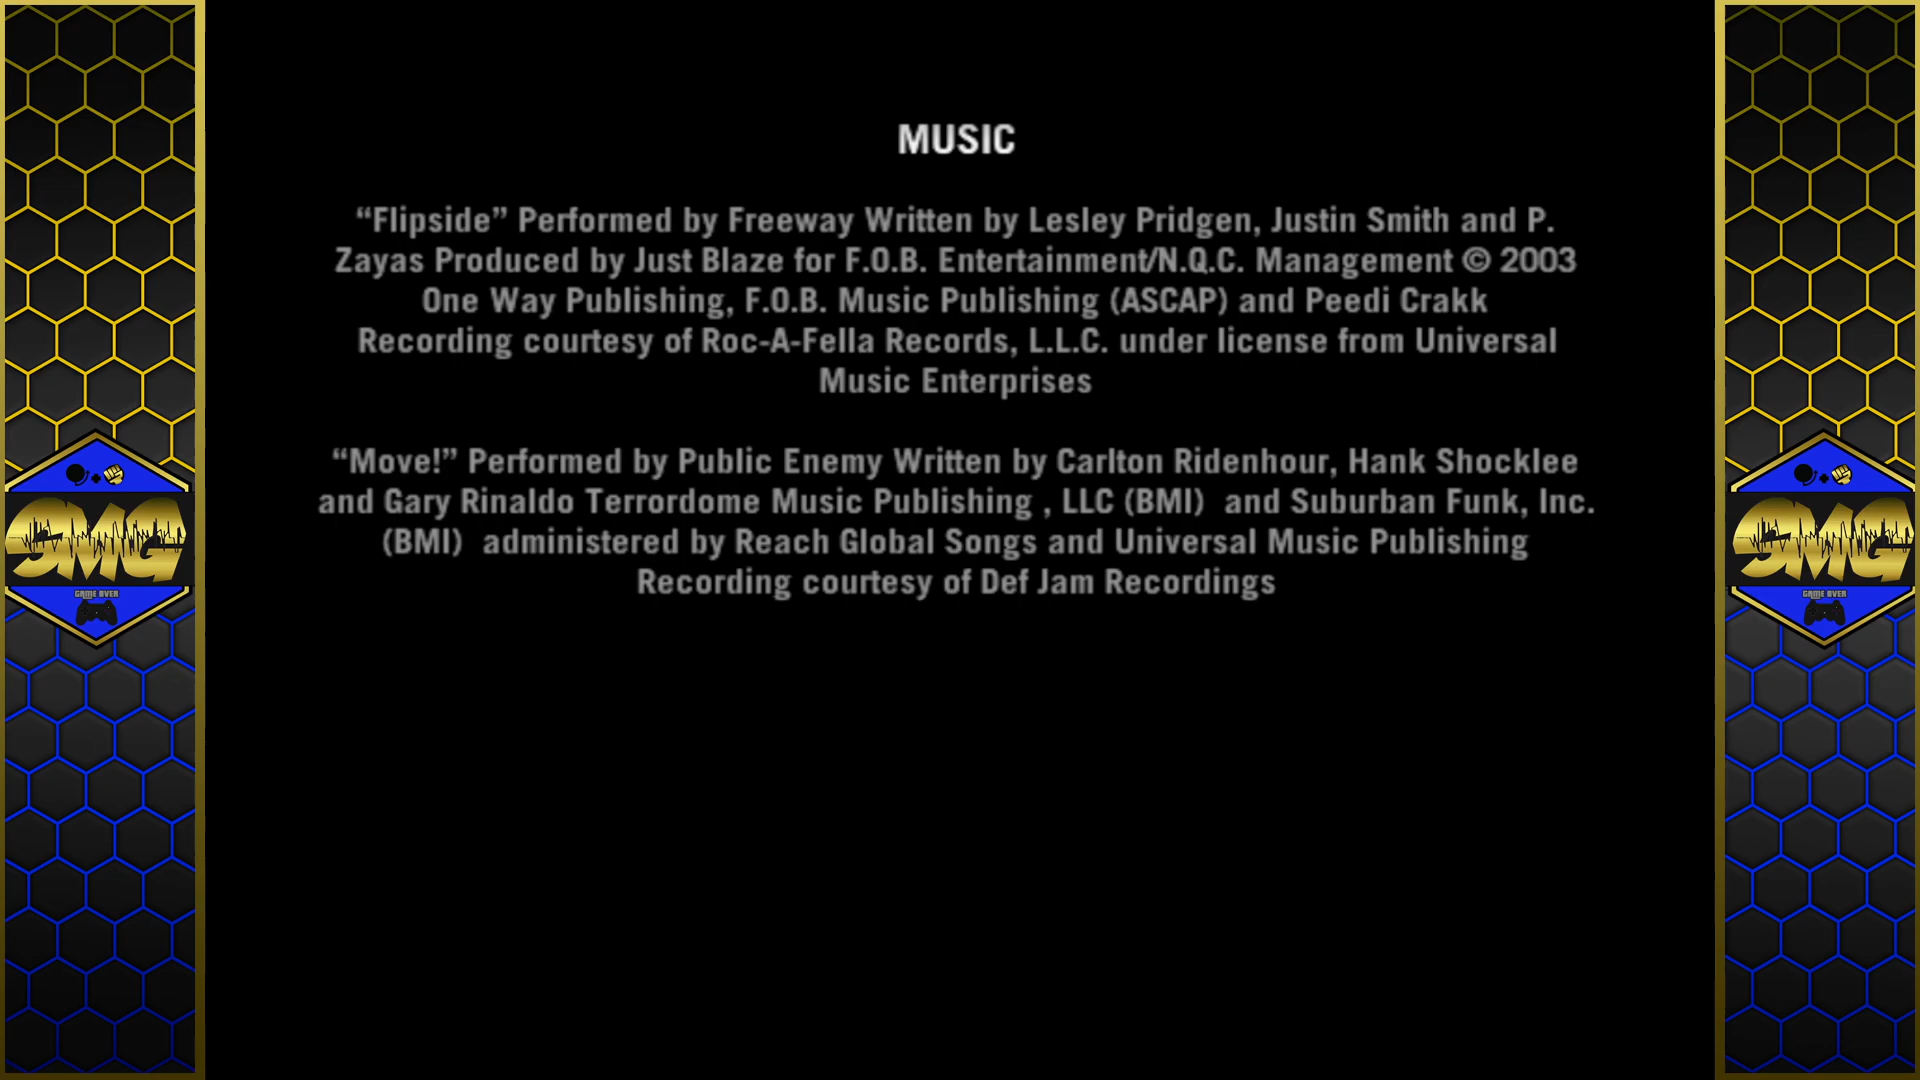 MUSIC
“Flipside” Performed by Freeway Written by Lesley Pridgen, Justin Smith and P.
Zayas Produced by Just Blaze for F.O.B. Entertainment/N.Q.C. Management © 2003
One Way Publishing, F.O.B. Music Publishing (ASCAP) and Peedi Crakk
Recording courtesy of Roc-A-Fella Records, L.L.C. under license from Universal
Music Enterprises
“Move!” Performed by Public Enemy Written by Carlton Ridenhour, Hank Shocklee
and Gary Rinaldo Terrordome Music Publishing , LLC (BMI)  and Suburban Funk, Inc.
(BMI)  administered by Reach Global Songs and Universal Music Publishing
Recording courtesy of Def Jam Recordings
SMG
GAME OVER
SMG
GAME OVER